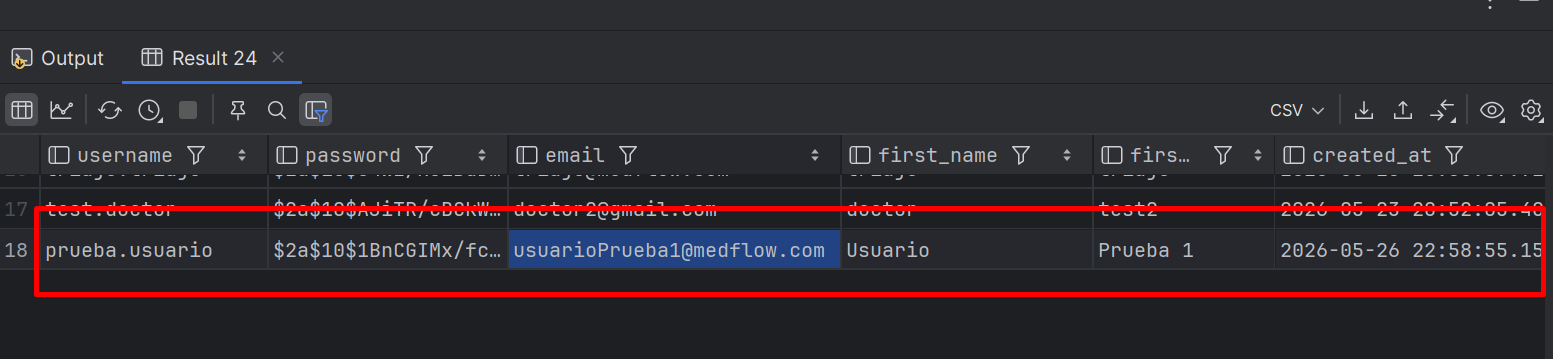 Output Result 24
CSV
username password email first_name firs... created_at
17 test.doctor doctor2@gmail.com doctor test2
18 prueba.usuario $2a$10$1BnCGIMx/fc... usuarioPrueba1@medflow.com Usuario Prueba 1 2026-05-26 22:58:55.15